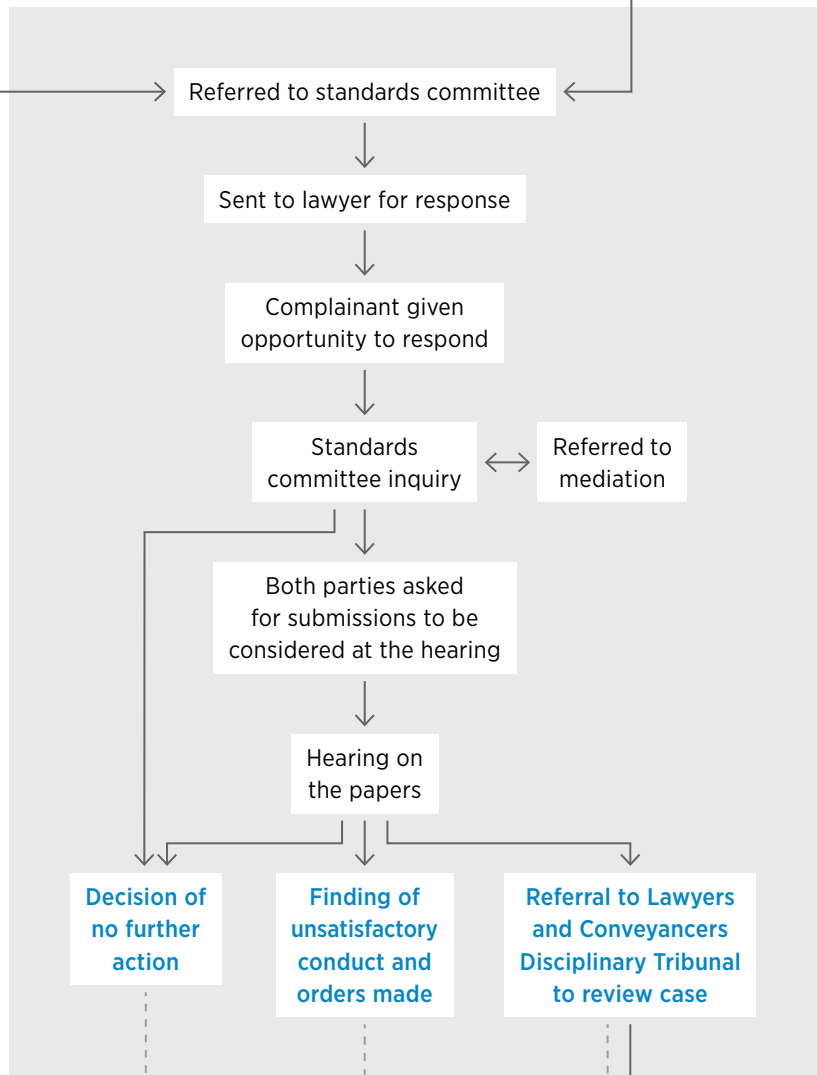 Referred to standards committee
Sent to lawyer for response
Complainant given
opportunity to respond
Standards
committee inquiry
Referred to
mediation
Both parties asked
for submissions to be
considered at the hearing
Hearing on
the papers
Decision of
no further
action
Finding of
unsatisfactory
conduct and
orders made
Referral to Lawyers
and Conveyancers
Disciplinary Tribunal
to review case